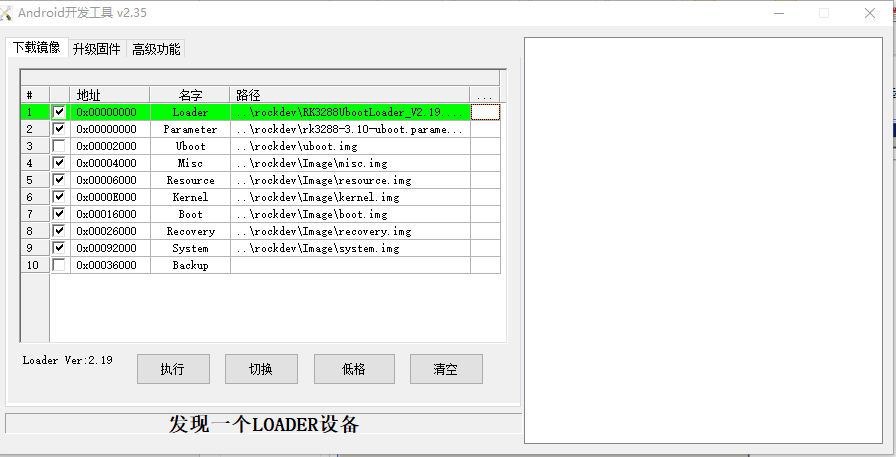 Android开发工具 v2.35
下载镜像 升级固件 高级功能
# 地址 名字 路径 ...
1 0x00000000 Loader ..\rockdev\RK3288UbootLoader_V2.19....
2 0x00000000 Parameter ..\rockdev\rk3288-3.10-uboot.parame...
3 0x00002000 Uboot ..\rockdev\uboot.img
4 0x00004000 Misc ..\rockdev\Image\misc.img
5 0x00006000 Resource ..\rockdev\Image\resource.img
6 0x0000E000 Kernel ..\rockdev\Image\kernel.img
7 0x00016000 Boot ..\rockdev\Image\boot.img
8 0x00026000 Recovery ..\rockdev\Image\recovery.img
9 0x00092000 System ..\rockdev\Image\system.img
10 0x00036000 Backup
Loader Ver:2.19 执行 切换 低格 清空
发现一个LOADER设备